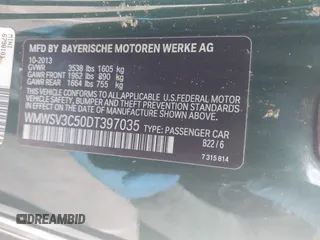 MFD BY BAYERISCHE MOTOREN WERKE AG
10-2013
GVWR 3538 lbs 1605 kg
GAWR FRONT 1962 lbs 890 kg
GAWR REAR 1664 lbs 755 kg
THIS VEHICLE CONFORMS TO ALL APPLICABLE
U.S. FEDERAL MOTOR VEHICLE SAFETY, BUMPER,
AND THEFT PREVENTION STANDARDS IN EFFECT
ON THE DATE OF MANUFACTURE SHOWN ABOVE.
WMWSV3C50DT397035 TYPE: PASSENGER CAR
B22/6
7 315 814
DREAMBID